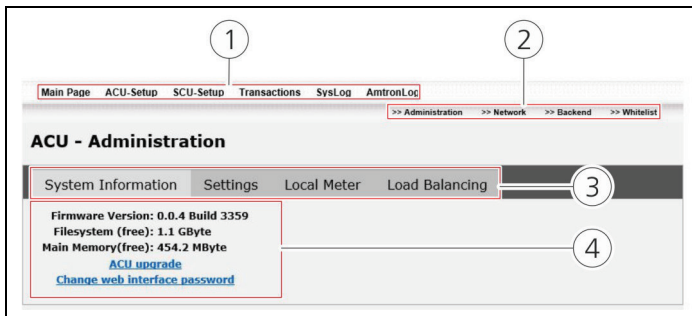 1
2
Main Page ACU-Setup SCU-Setup Transactions SysLog AmtronLog
>> Administration >> Network >> Backend >> Whitelist
ACU - Administration
System Information Settings Local Meter Load Balancing
3
Firmware Version: 0.0.4 Build 3359
Filesystem (free): 1.1 GByte
Main Memory(free): 454.2 MByte
4
ACU upgrade
Change web interface password